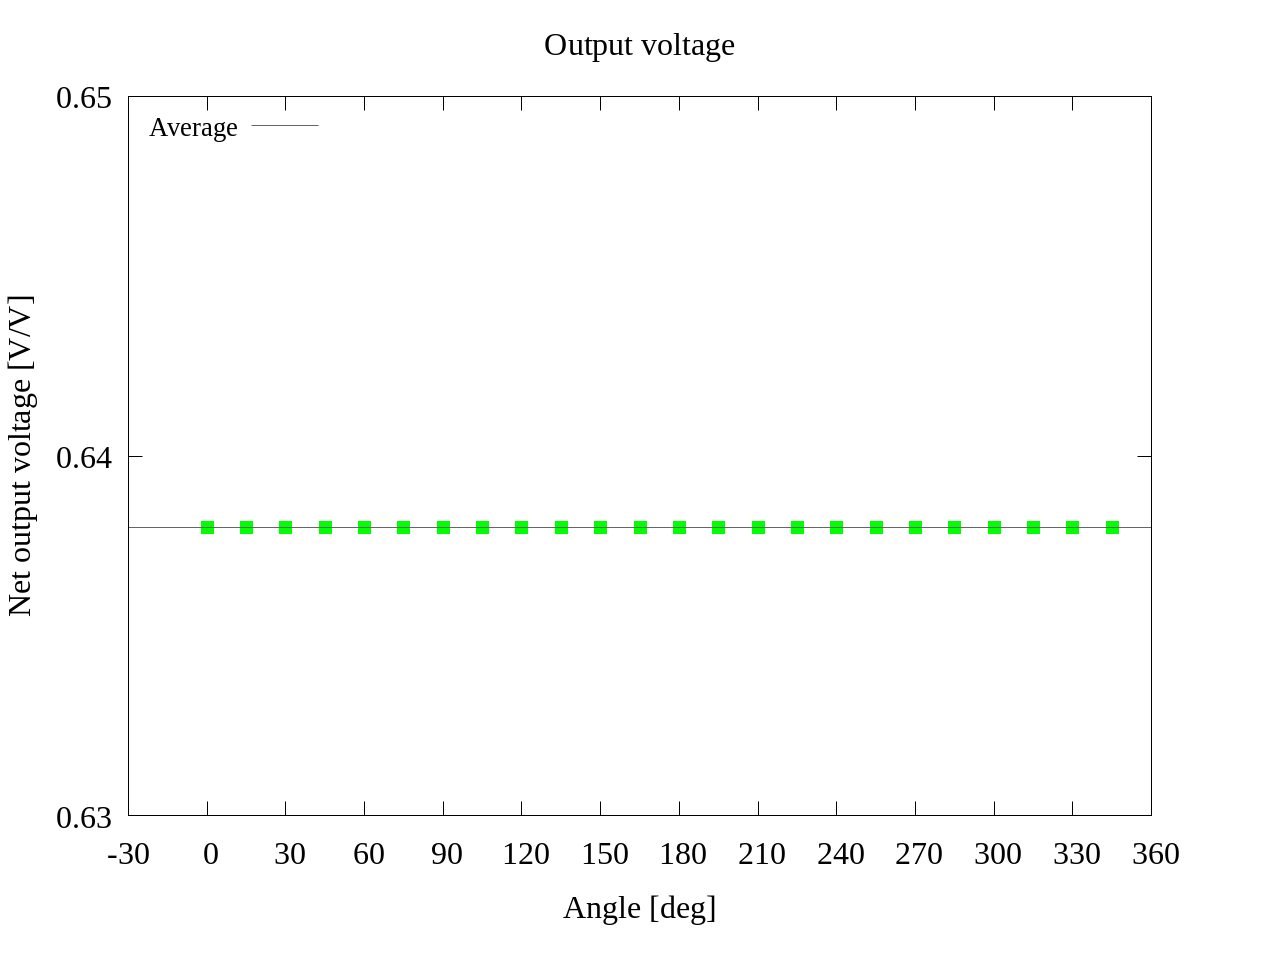 Output voltage
0.65
Average
0.64
0.63
Net output voltage [V/V]
-30 0 30 60 90 120 150 180 210 240 270 300 330 360
Angle [deg]